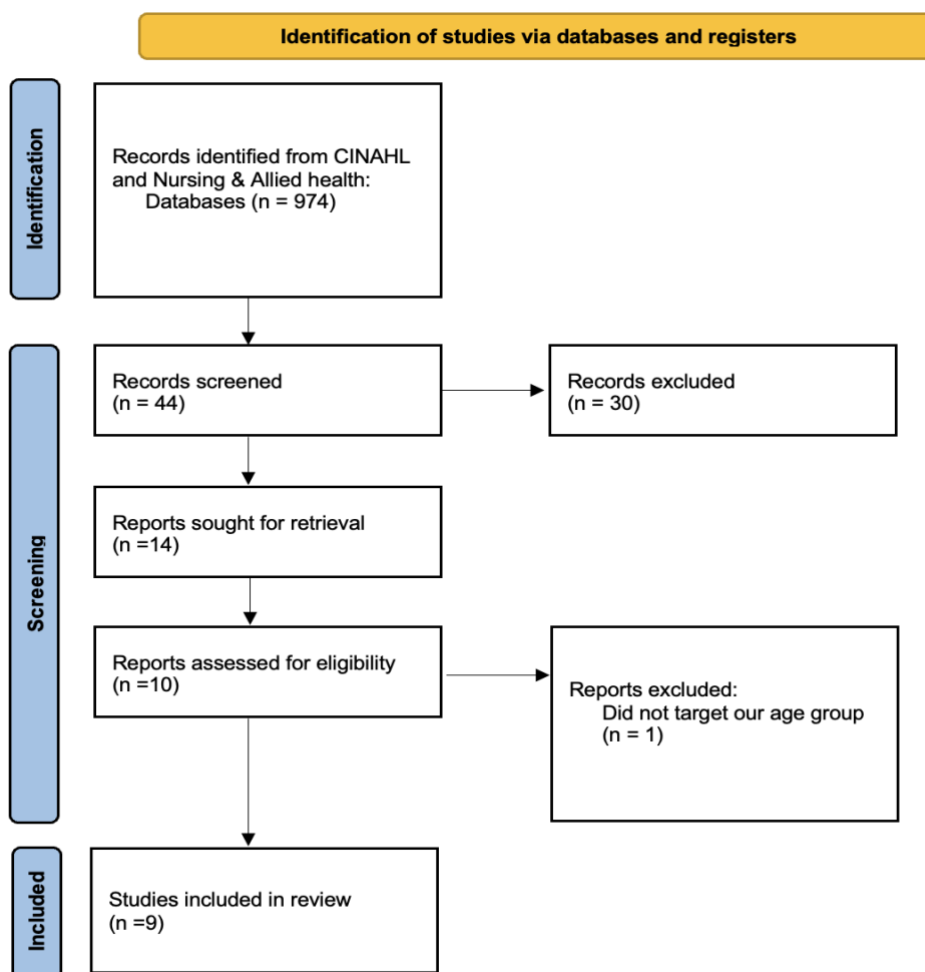 Identification of studies via databases and registers
Identification
Records identified from CINAHL
and Nursing & Allied health:
Databases (n = 974)
Screening
Records screened
(n = 44)
Records excluded
(n = 30)
Reports sought for retrieval
(n =14)
Reports assessed for eligibility
(n =10)
Reports excluded:
Did not target our age group
(n = 1)
Included
Studies included in review
(n =9)